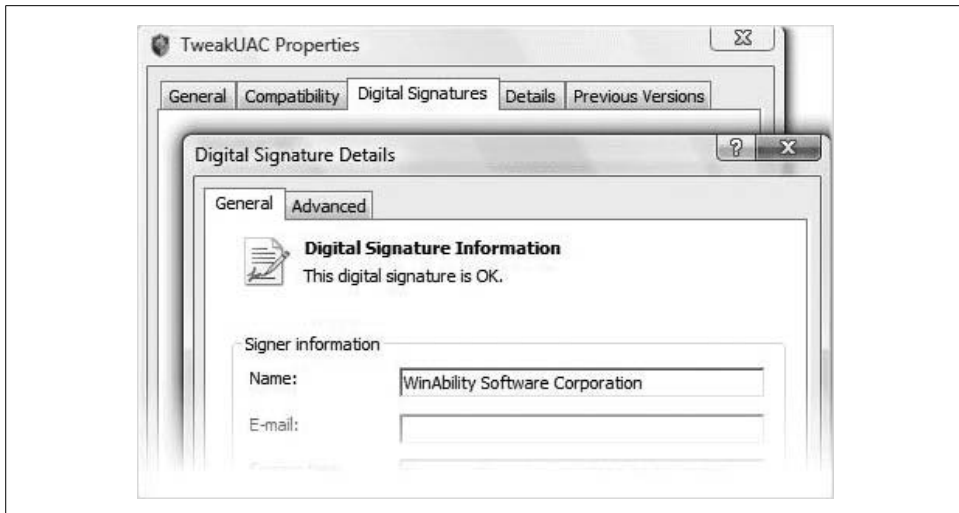 TweakUAC Properties
General Compatibility Digital Signatures Details Previous Versions
Digital Signature Details
General Advanced
Digital Signature Information
This digital signature is OK.
Signer information
Name: WinAbility Software Corporation
E-mail: